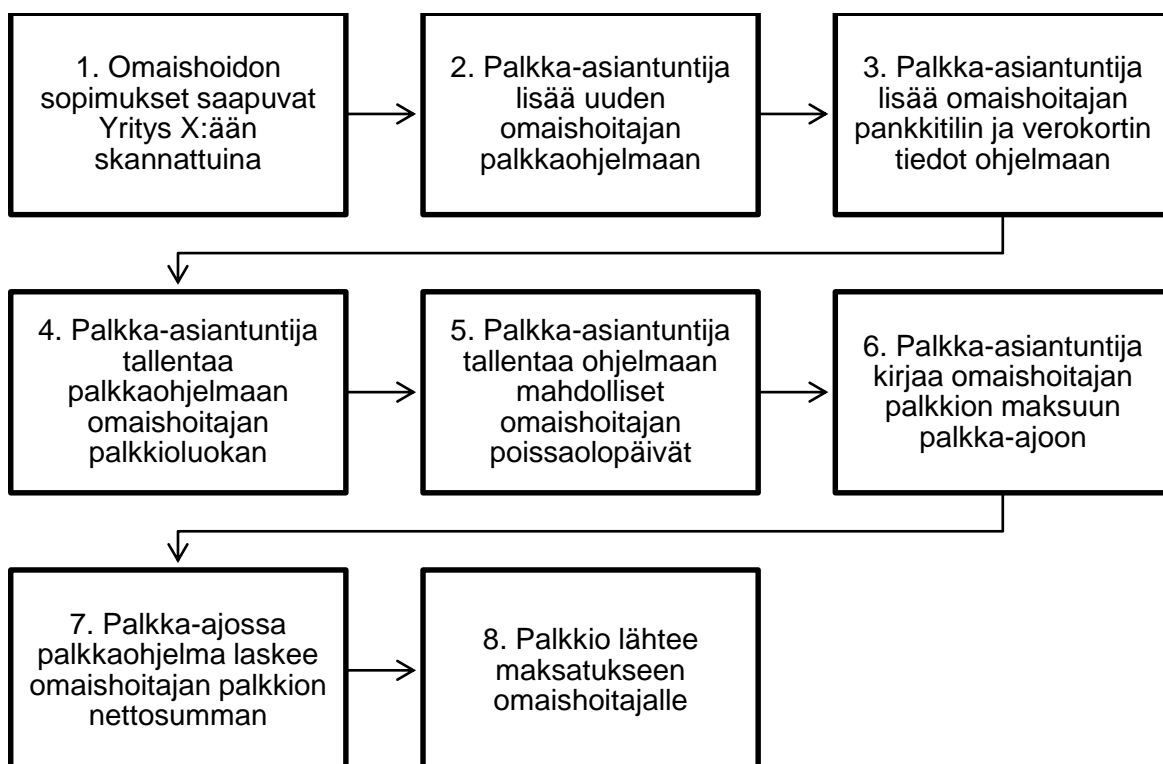 1. Omaishoidon
sopimukset saapuvat
Yritys X:ään
skannattuina
2. Palkka-asiantuntija
lisää uuden
omaishoitajan
palkkaohjelmaan
3. Palkka-asiantuntija
lisää omaishoitajan
pankkitilin ja verokortin
tiedot ohjelmaan
4. Palkka-asiantuntija
tallentaa
palkkaohjelmaan
omaishoitajan
palkkioluokan
5. Palkka-asiantuntija
tallentaa ohjelmaan
mahdolliset
omaishoitajan
poissaolopäivät
6. Palkka-asiantuntija
kirjaa omaishoitajan
palkkion maksuun
palkka-ajoon
7. Palkka-ajossa
palkkaohjelma laskee
omaishoitajan palkkion
nettosumman
8. Palkkio lähtee
maksatukseen
omaishoitajalle